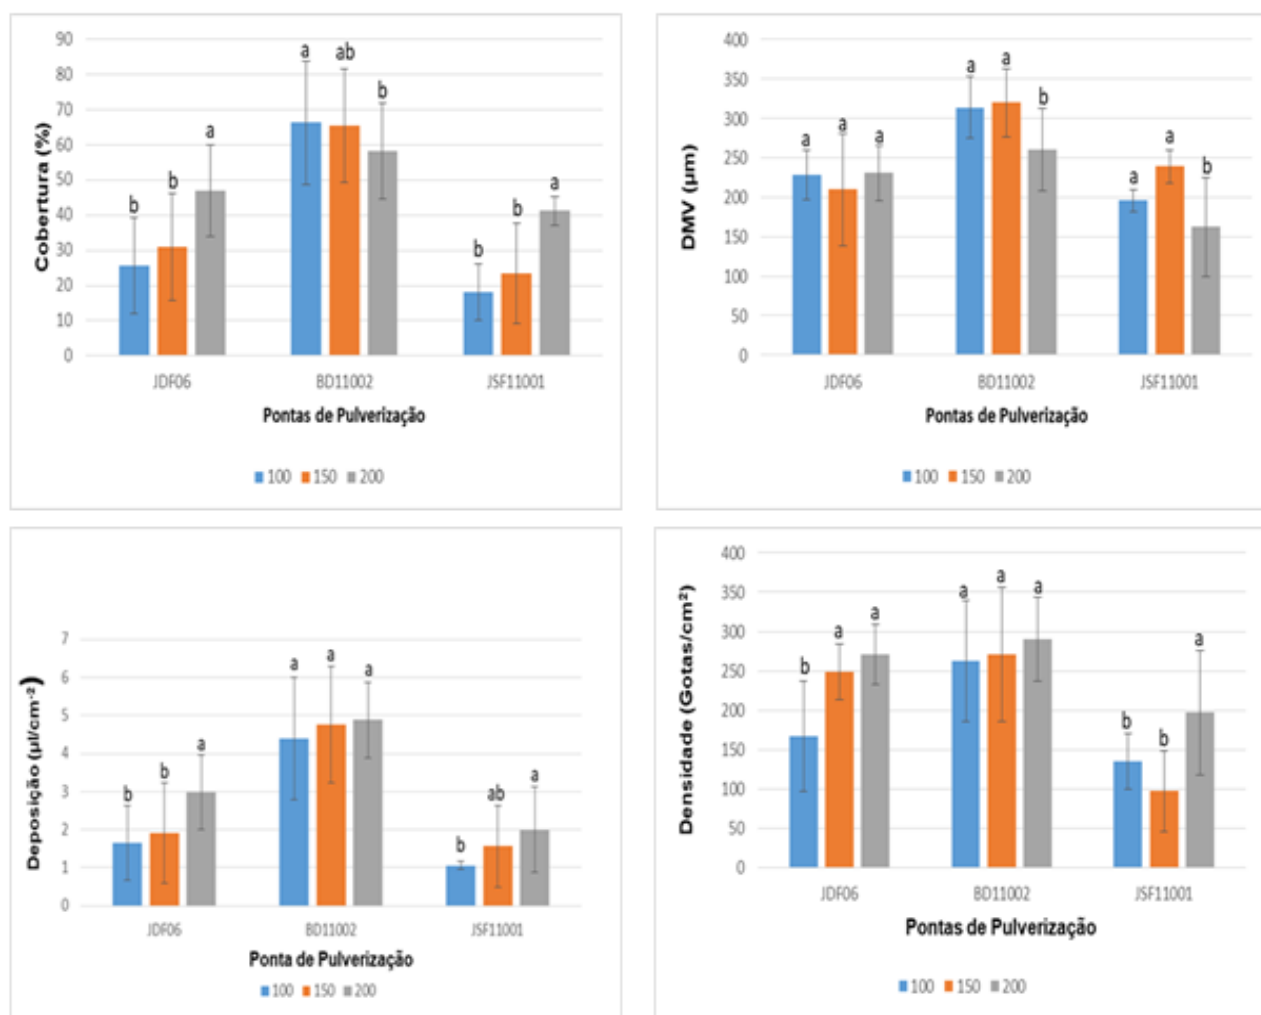 Cobertura (%)
90
80
70
60
50
40
30
20
10
0
b
b
a
a
ab
b
b
b
a
JDF06 BD11002 JSF11001
Pontas de Pulverização
100 150 200
DMV (µm)
400
350
300
250
200
150
100
50
0
a
a
a
a
a
b
a
a
b
JDF06 BD11002 JSF11001
Pontas de Pulverização
100 150 200
Deposição (µl/cm⁻²)
7
6
5
4
3
2
1
0
b
b
a
a
a
a
b
ab
a
JDF06 BD11002 JSF11001
Ponta de Pulverização
100 150 200
Densidade (Gotas/cm²)
400
350
300
250
200
150
100
50
0
b
a
a
a
a
a
b
b
a
JDF06 BD11002 JSF11001
Pontas de Pulverização
100 150 200